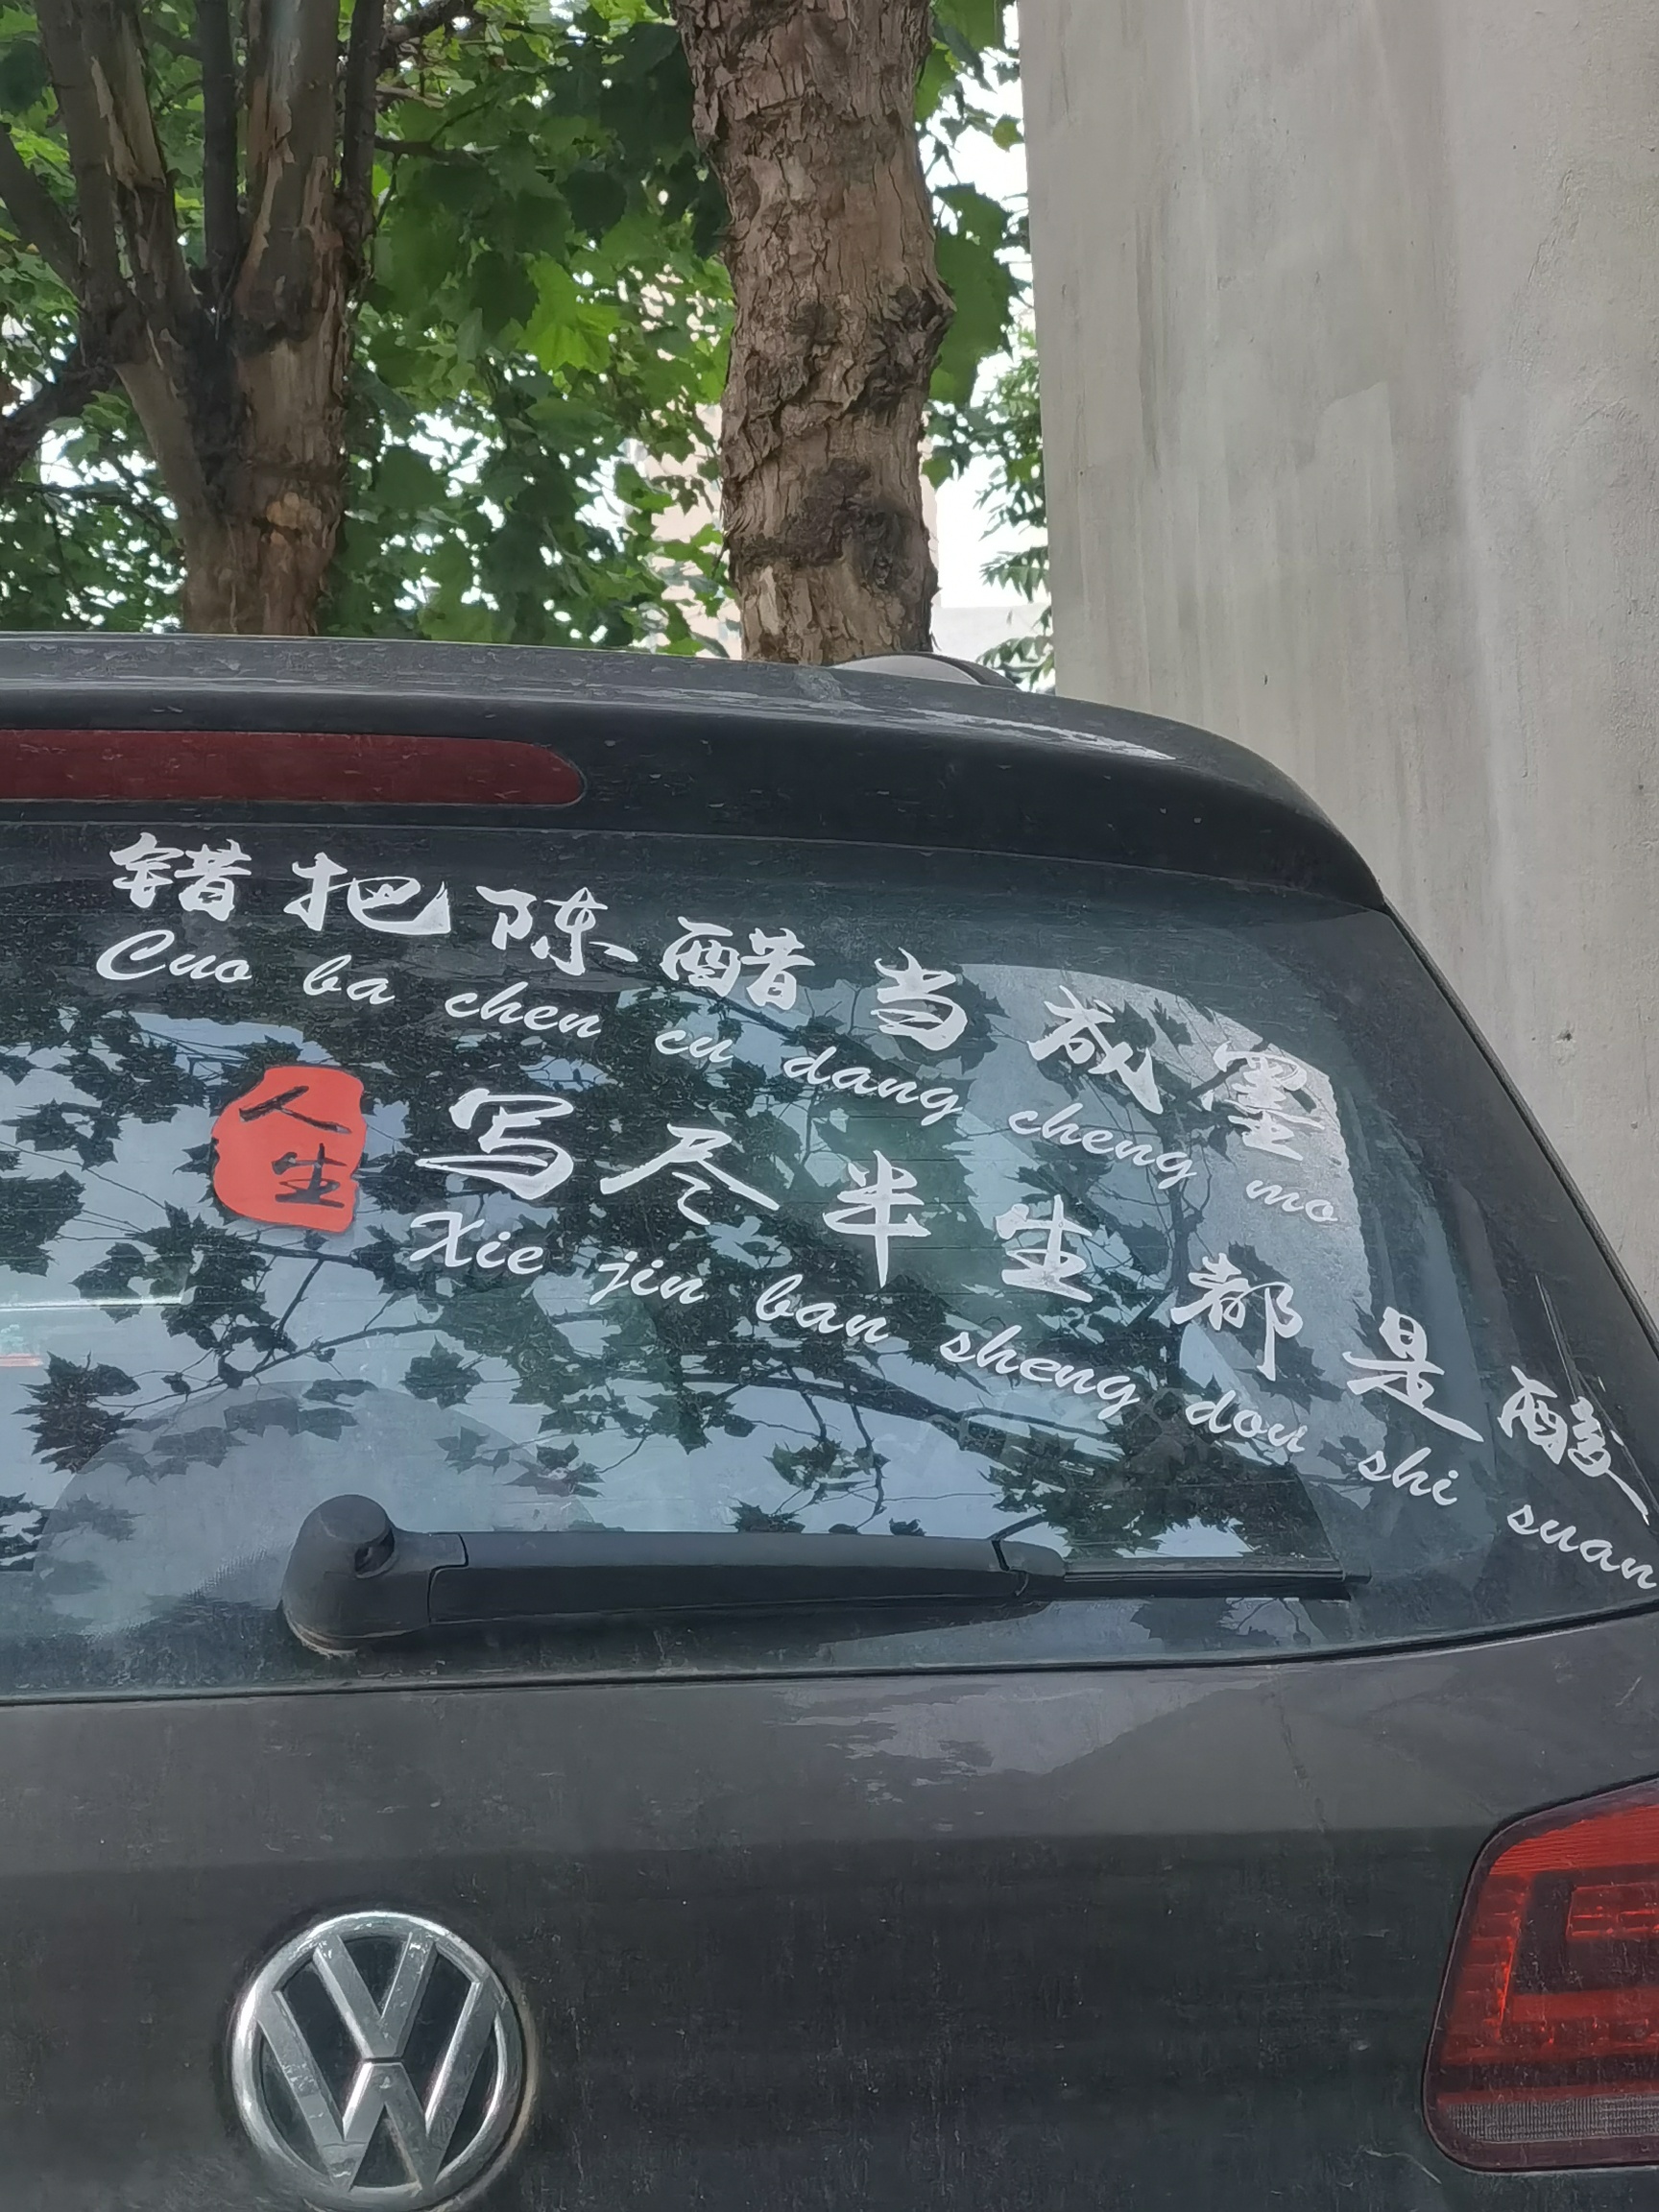 错把陈醋当成墨
Cuo ba chen cu dang cheng mo
人生
写尽半生都是酸
Xie jin ban sheng dou shi suan